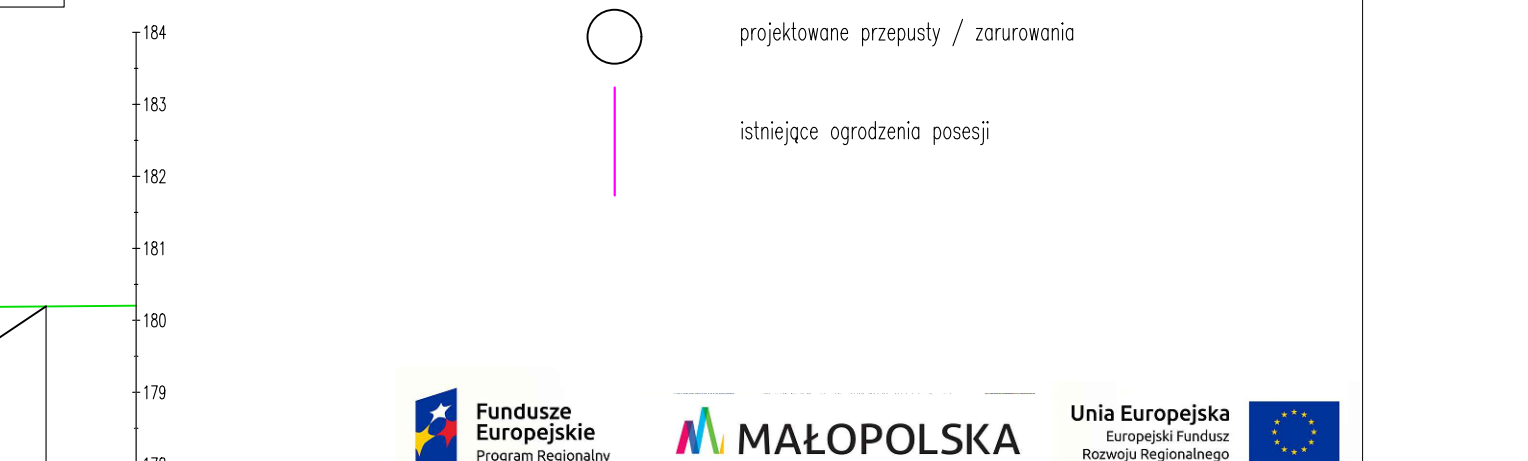 184
projektowane przepusty / zarurowania
183
istniejące ogrodzenia posesji
182
181
180
179
Fundusze
Europejskie
Program Regionalny
MAŁOPOLSKA
Unia Europejska
Europejski Fundusz
Rozwoju Regionalnego